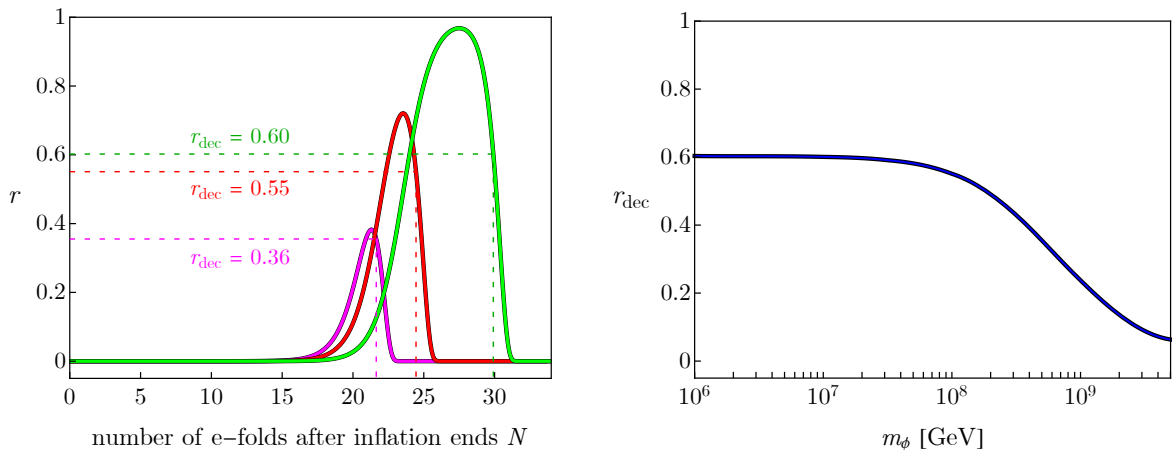 1
0.8
0.6
0.4
0.2
0
r
r_dec = 0.60
r_dec = 0.55
r_dec = 0.36
0 5 10 15 20 25 30
number of e−folds after inflation ends N
1
0.8
0.6
0.4
0.2
0
r_dec
10^6 10^7 10^8 10^9
m_ϕ [GeV]